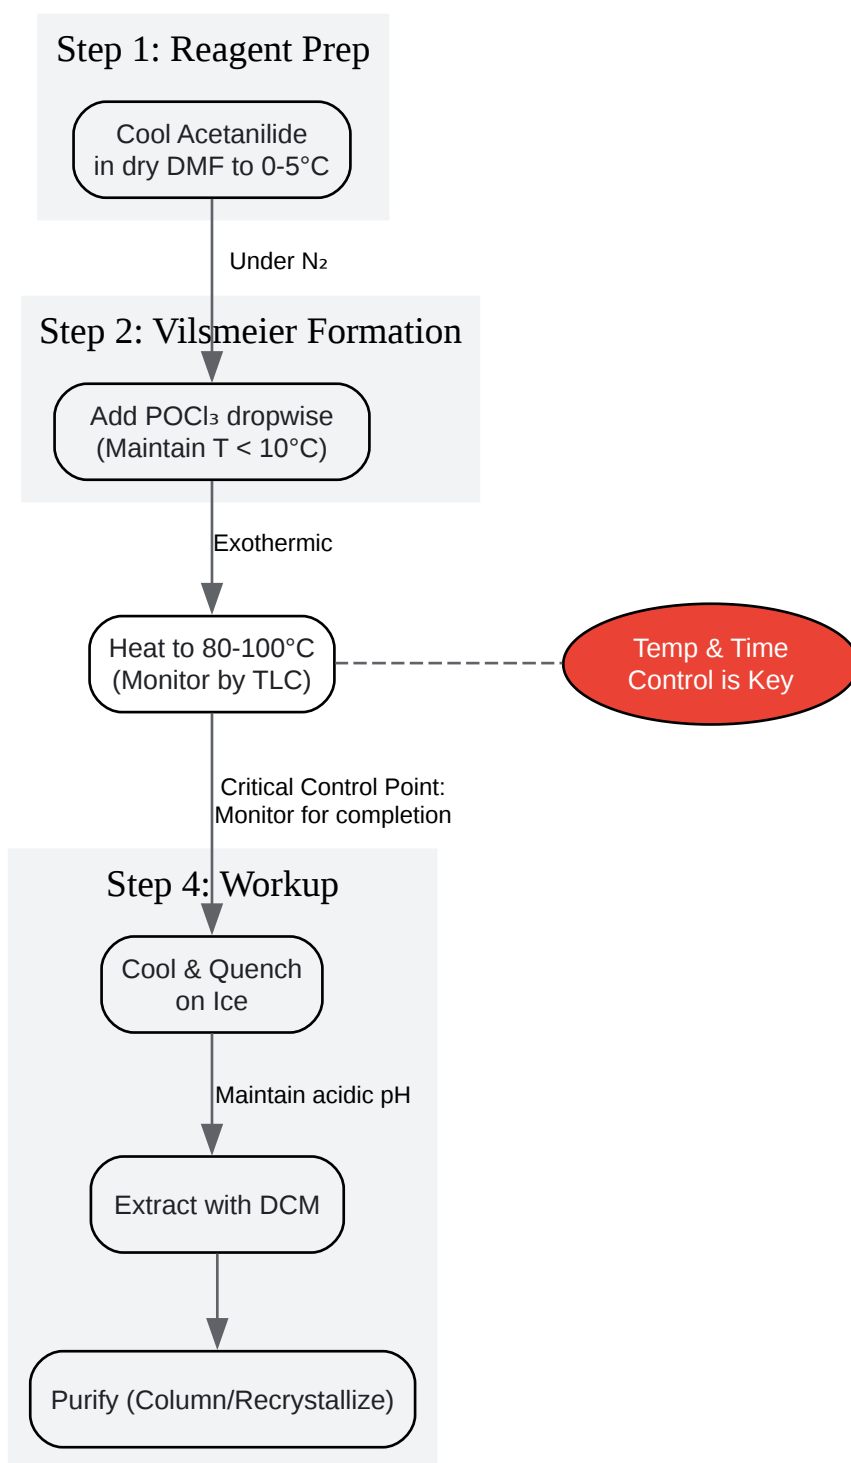 Step 1: Reagent Prep
Cool Acetanilide
in dry DMF to 0-5°C
Under N₂
Step 2: Vilsmeier Formation
Add POCl₃ dropwise
(Maintain T < 10°C)
Exothermic
Heat to 80-100°C
(Monitor by TLC)
Temp & Time
Control is Key
Critical Control Point:
Monitor for completion
Step 4: Workup
Cool & Quench
on Ice
Maintain acidic pH
Extract with DCM
Purify (Column/Recrystallize)